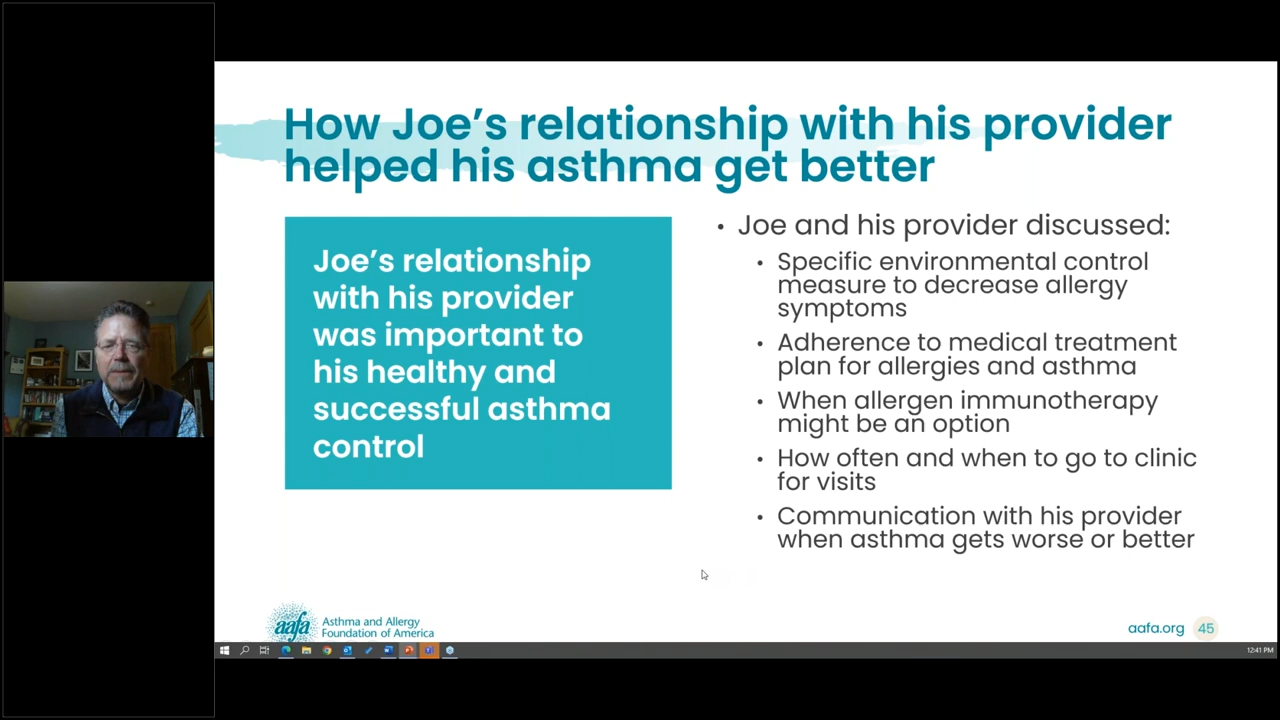 How Joe's relationship with his provider
helped his asthma get better
Joe's relationship
with his provider
was important to
his healthy and
successful asthma
control
• Joe and his provider discussed:
• Specific environmental control
measure to decrease allergy
symptoms
• Adherence to medical treatment
plan for allergies and asthma
• When allergen immunotherapy
might be an option
• How often and when to go to clinic
for visits
• Communication with his provider
when asthma gets worse or better
aafa
Asthma and Allergy
Foundation of America
aafa.org 45
12:41 PM